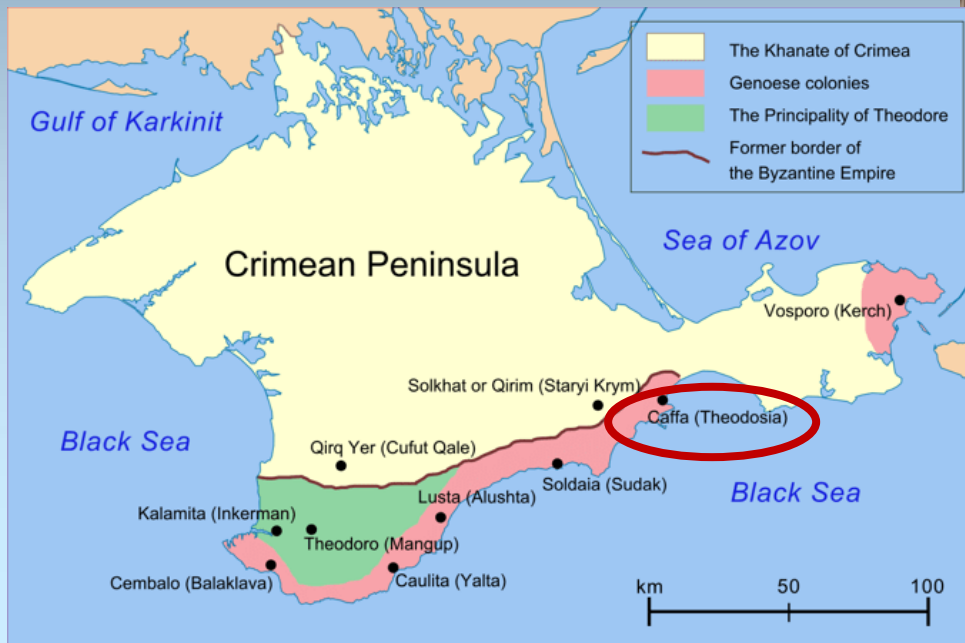 The Khanate of Crimea
Genoese colonies
The Principality of Theodore
Former border of
the Byzantine Empire
Gulf of Karkinit
Sea of Azov
Crimean Peninsula
Vosporo (Kerch)
Solkhat or Qirim (Staryi Krym)
Caffa (Theodosia)
Black Sea
Qirq Yer (Cufut Qale)
Soldaia (Sudak)
Black Sea
Lusta (Alushta)
Kalamita (Inkerman)
Theodoro (Mangup)
Cembalo (Balaklava)
Caulita (Yalta)
km 50 100